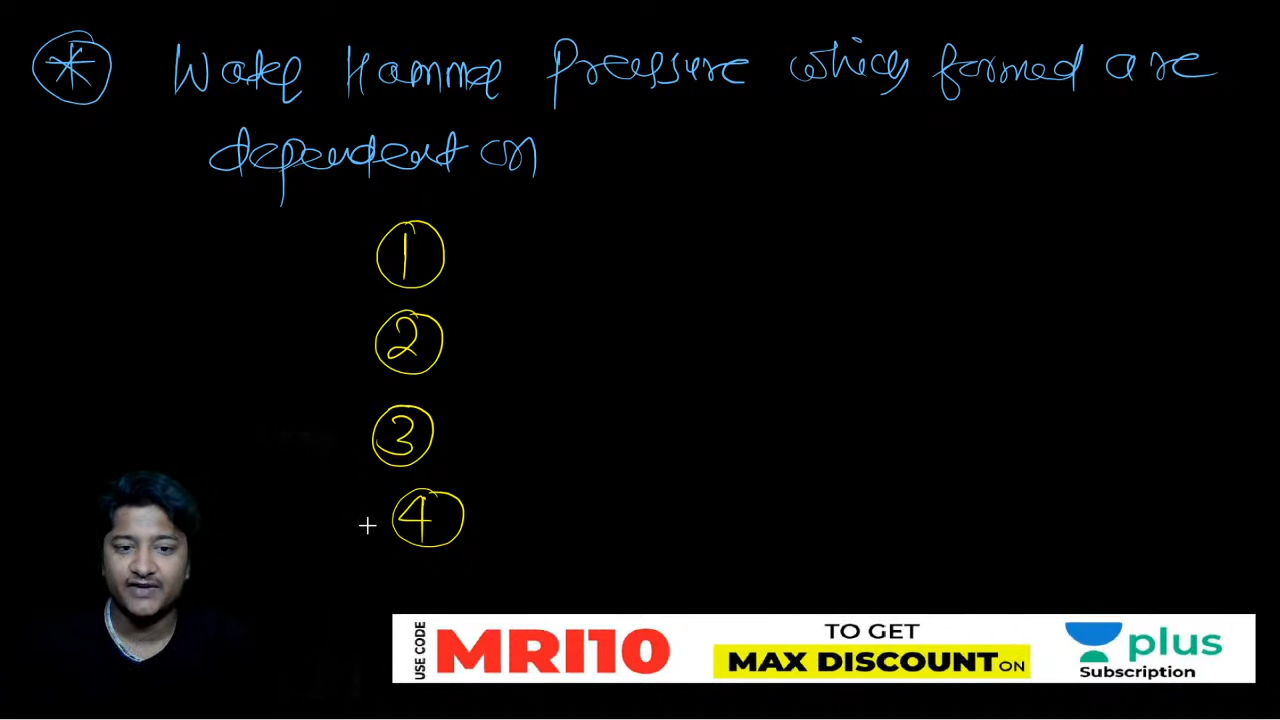 Water Hammer Pressure which formed are
dependent on
1
2
3
4
USE CODE
MRI10
TO GET
MAX DISCOUNT ON
plus
Subscription